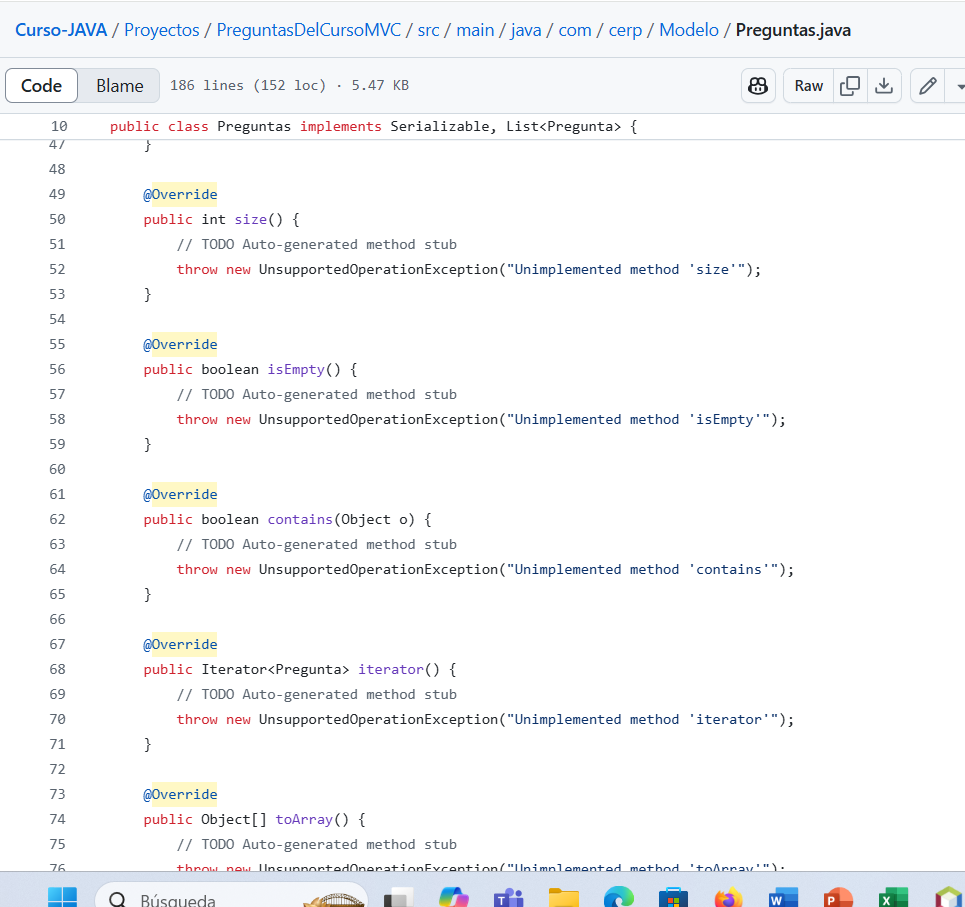 Curso-JAVA / Proyectos / PreguntasDelCursoMVC / src / main / java / com / cerp / Modelo / Preguntas.java
Code Blame 186 lines (152 loc) · 5.47 KB Raw
10 public class Preguntas implements Serializable, List<Pregunta> {
47 }
48
49 @Override
50 public int size() {
51 // TODO Auto-generated method stub
52 throw new UnsupportedOperationException("Unimplemented method 'size'");
53 }
54
55 @Override
56 public boolean isEmpty() {
57 // TODO Auto-generated method stub
58 throw new UnsupportedOperationException("Unimplemented method 'isEmpty'");
59 }
60
61 @Override
62 public boolean contains(Object o) {
63 // TODO Auto-generated method stub
64 throw new UnsupportedOperationException("Unimplemented method 'contains'");
65 }
66
67 @Override
68 public Iterator<Pregunta> iterator() {
69 // TODO Auto-generated method stub
70 throw new UnsupportedOperationException("Unimplemented method 'iterator'");
71 }
72
73 @Override
74 public Object[] toArray() {
75 // TODO Auto-generated method stub
76 throw new UnsupportedOperationException("Unimplemented method 'toArray'");
Búsqueda